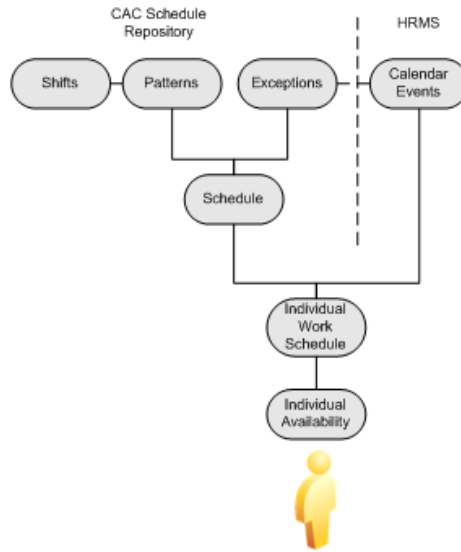 CAC Schedule
Repository
HRMS
Shifts
Patterns
Exceptions
Calendar
Events
Schedule
Individual
Work
Schedule
Individual
Availability